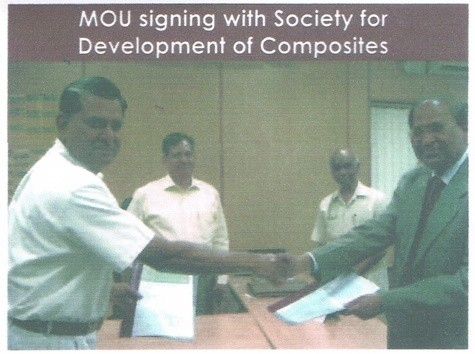 MOU signing with Society for
Development of Composites